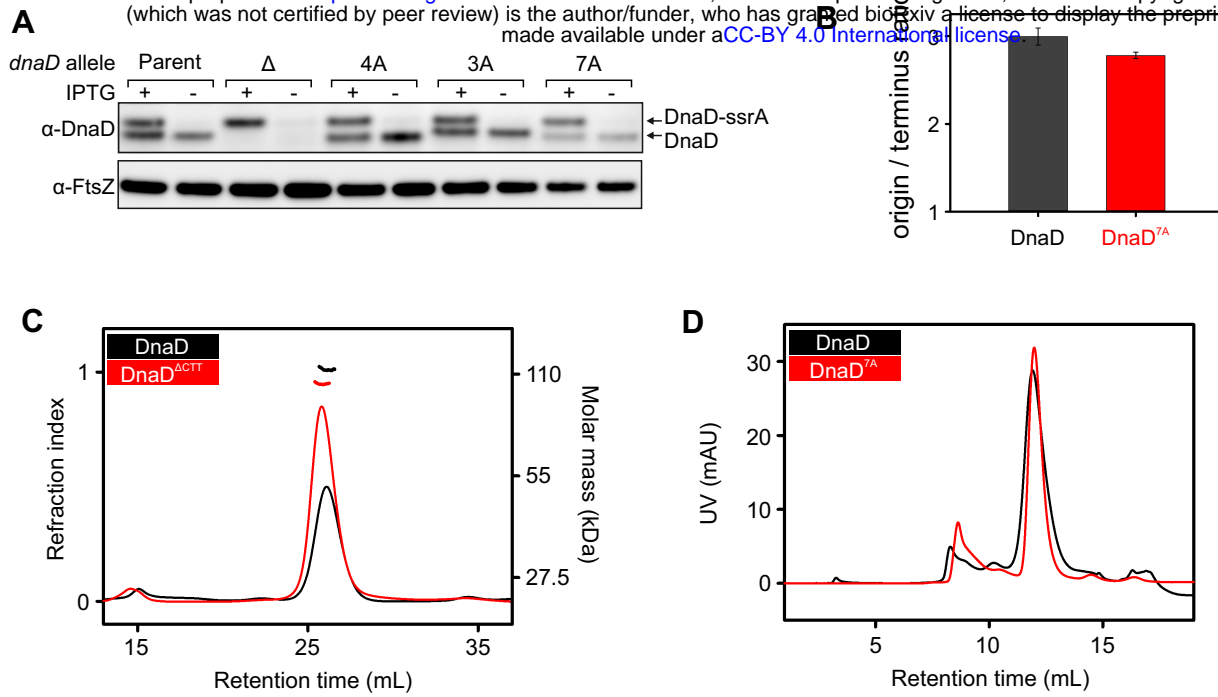 (which was not certified by peer review) is the author/funder, who has granted bioRxiv a license to display the prepri
made available under aCC-BY 4.0 International license.
A
dnaD allele Parent Δ 4A 3A 7A
IPTG + - + - + - + - + -
α-DnaD
DnaD-ssrA
DnaD
α-FtsZ
B
origin / terminus ratio
3
2
1
DnaD DnaD7A
C
DnaD
DnaDΔCTT
Refraction index
1
0
110
55
27.5
Molar mass (kDa)
15 25 35
Retention time (mL)
D
DnaD
DnaD7A
UV (mAU)
30
20
10
0
5 10 15
Retention time (mL)